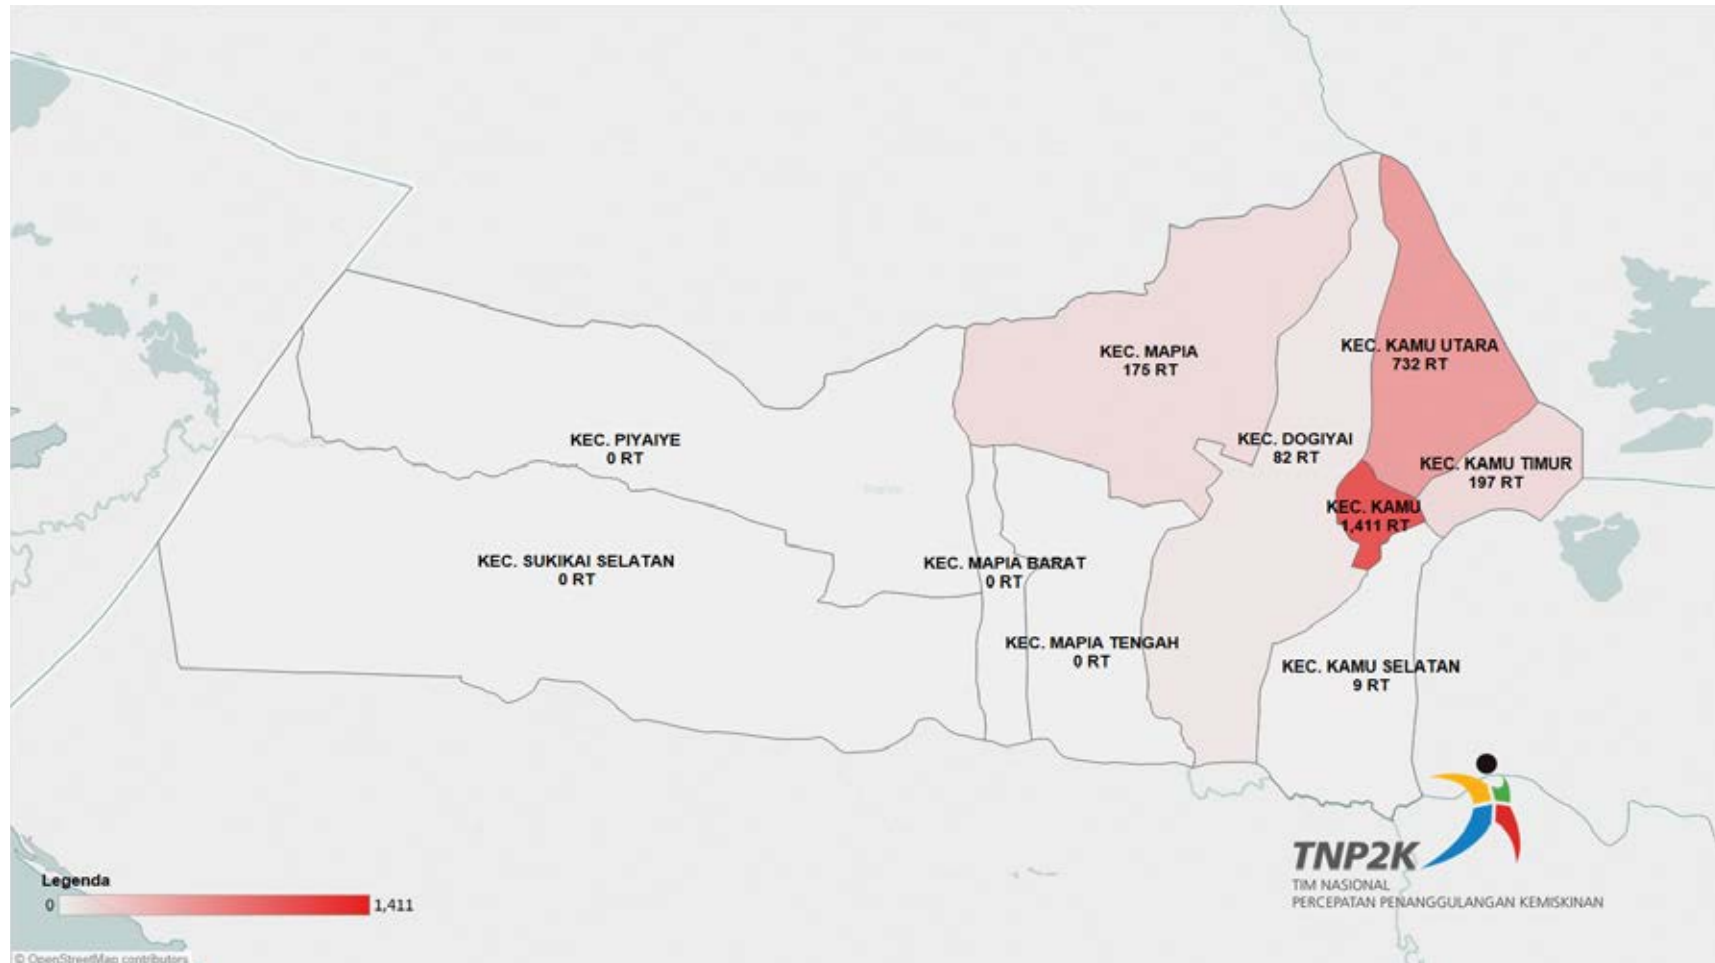 KEC. MAPIA
175 RT
KEC. KAMU UTARA
732 RT
KEC. PIYAIYE
0 RT
KEC. DOGIYAI
82 RT
KEC. KAMU TIMUR
197 RT
KEC. KAMU
1,411 RT
KEC. SUKIKAI SELATAN
0 RT
KEC. MAPIA BARAT
0 RT
KEC. MAPIA TENGAH
0 RT
KEC. KAMU SELATAN
9 RT
TNP2K
TIM NASIONAL
PERCEPATAN PENANGGULANGAN KEMISKINAN
Legenda
0 1,411
© OpenStreetMap contributors